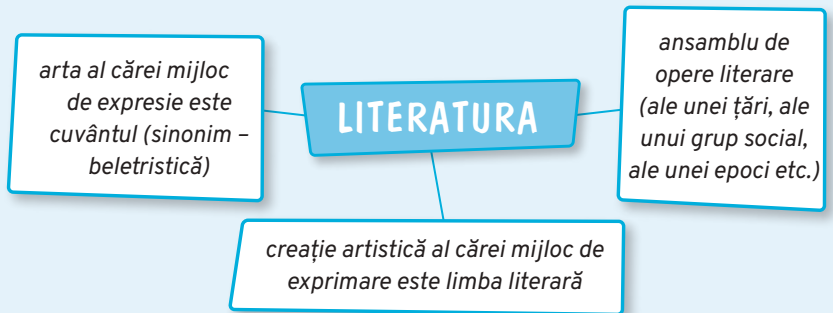 arta al cărei mijloc
de expresie este
cuvântul (sinonim –
beletristică)
LITERATURA
ansamblu de
opere literare
(ale unei țări, ale
unui grup social,
ale unei epoci etc.)
creație artistică al cărei mijloc de
exprimare este limba literară